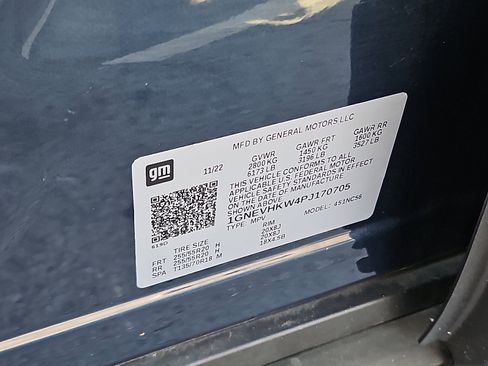 gm
MFD BY GENERAL MOTORS LLC
11/22
GVWR GAWR FRT GAWR RR
2800 KG 1450 KG 1600 KG
6173 LB 3196 LB 3527 LB
THIS VEHICLE CONFORMS TO ALL
APPLICABLE U.S. FEDERAL MOTOR
VEHICLE SAFETY STANDARDS IN EFFECT
ON THE DATE OF MANUFACTURE
SHOWN ABOVE.
1GNEVHKW4PJ170705
TYPE: MPV MODEL: 451NC56
TIRE SIZE RIM
FRT 255/55R20 H 20X8J
RR 255/55R20 H 20X8J
SPA T135/70R18 M 18X4.5B